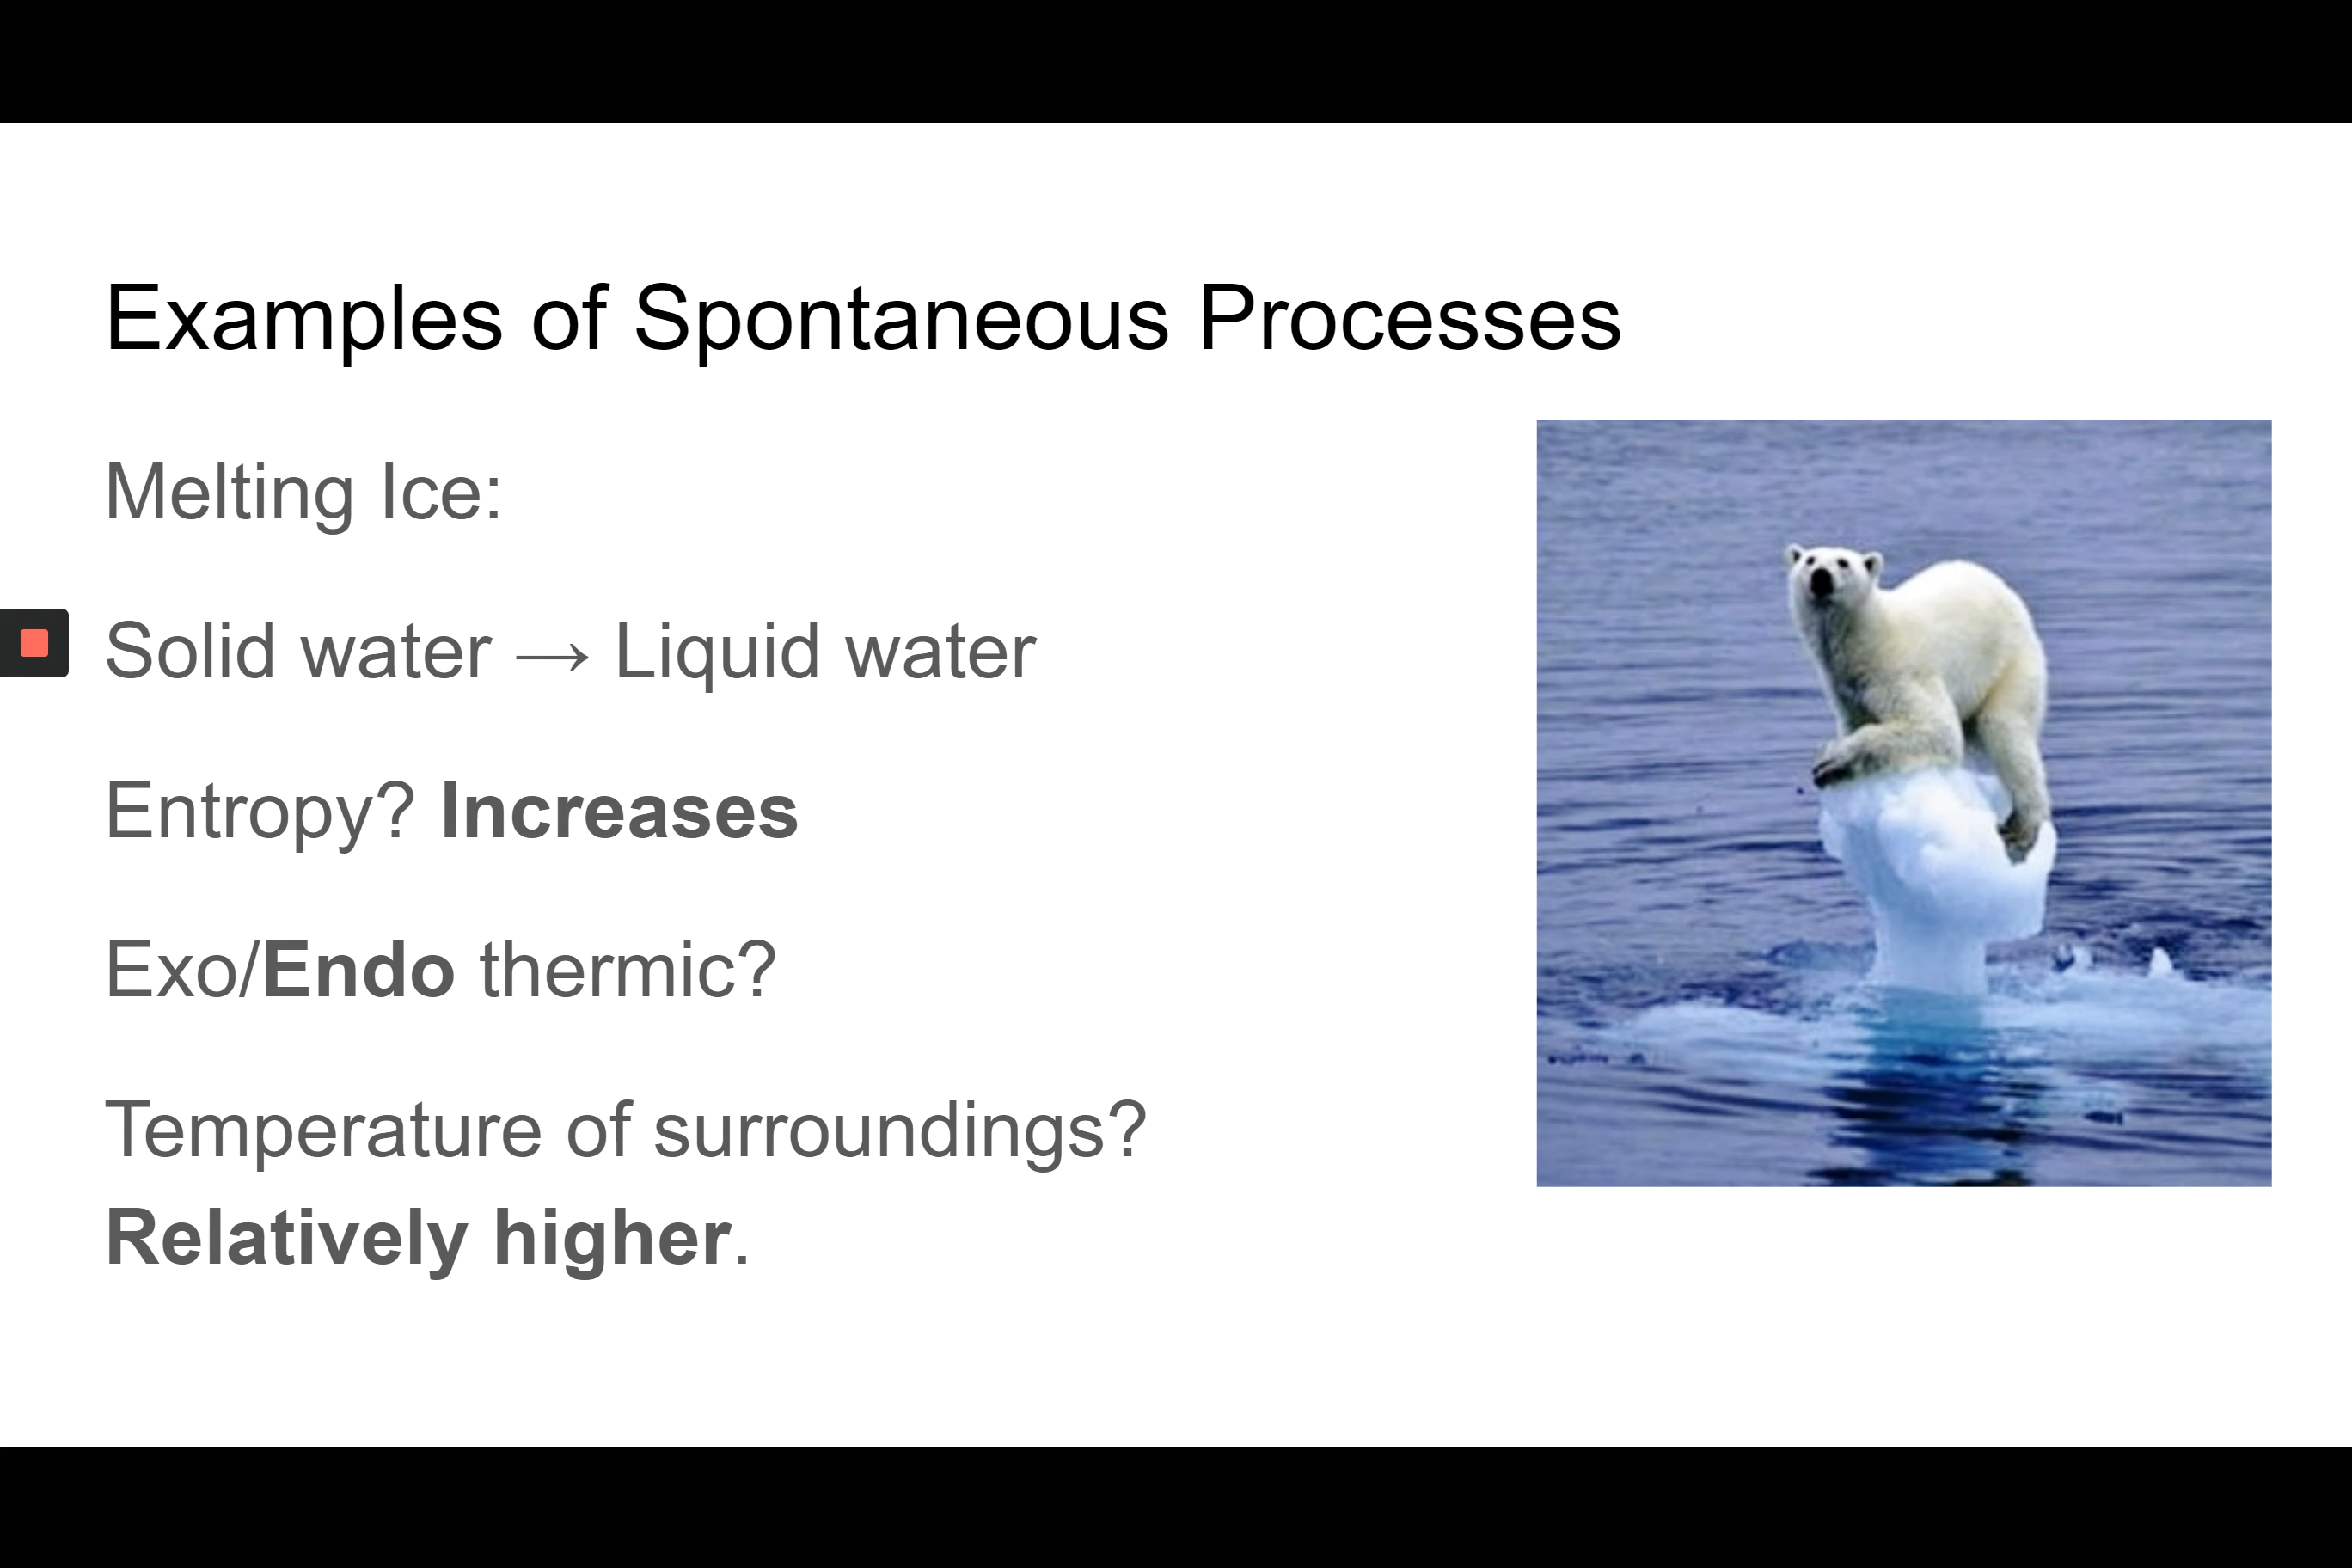 Examples of Spontaneous Processes
Melting Ice:
Solid water → Liquid water
Entropy? Increases
Exo/Endo thermic?
Temperature of surroundings?
Relatively higher.